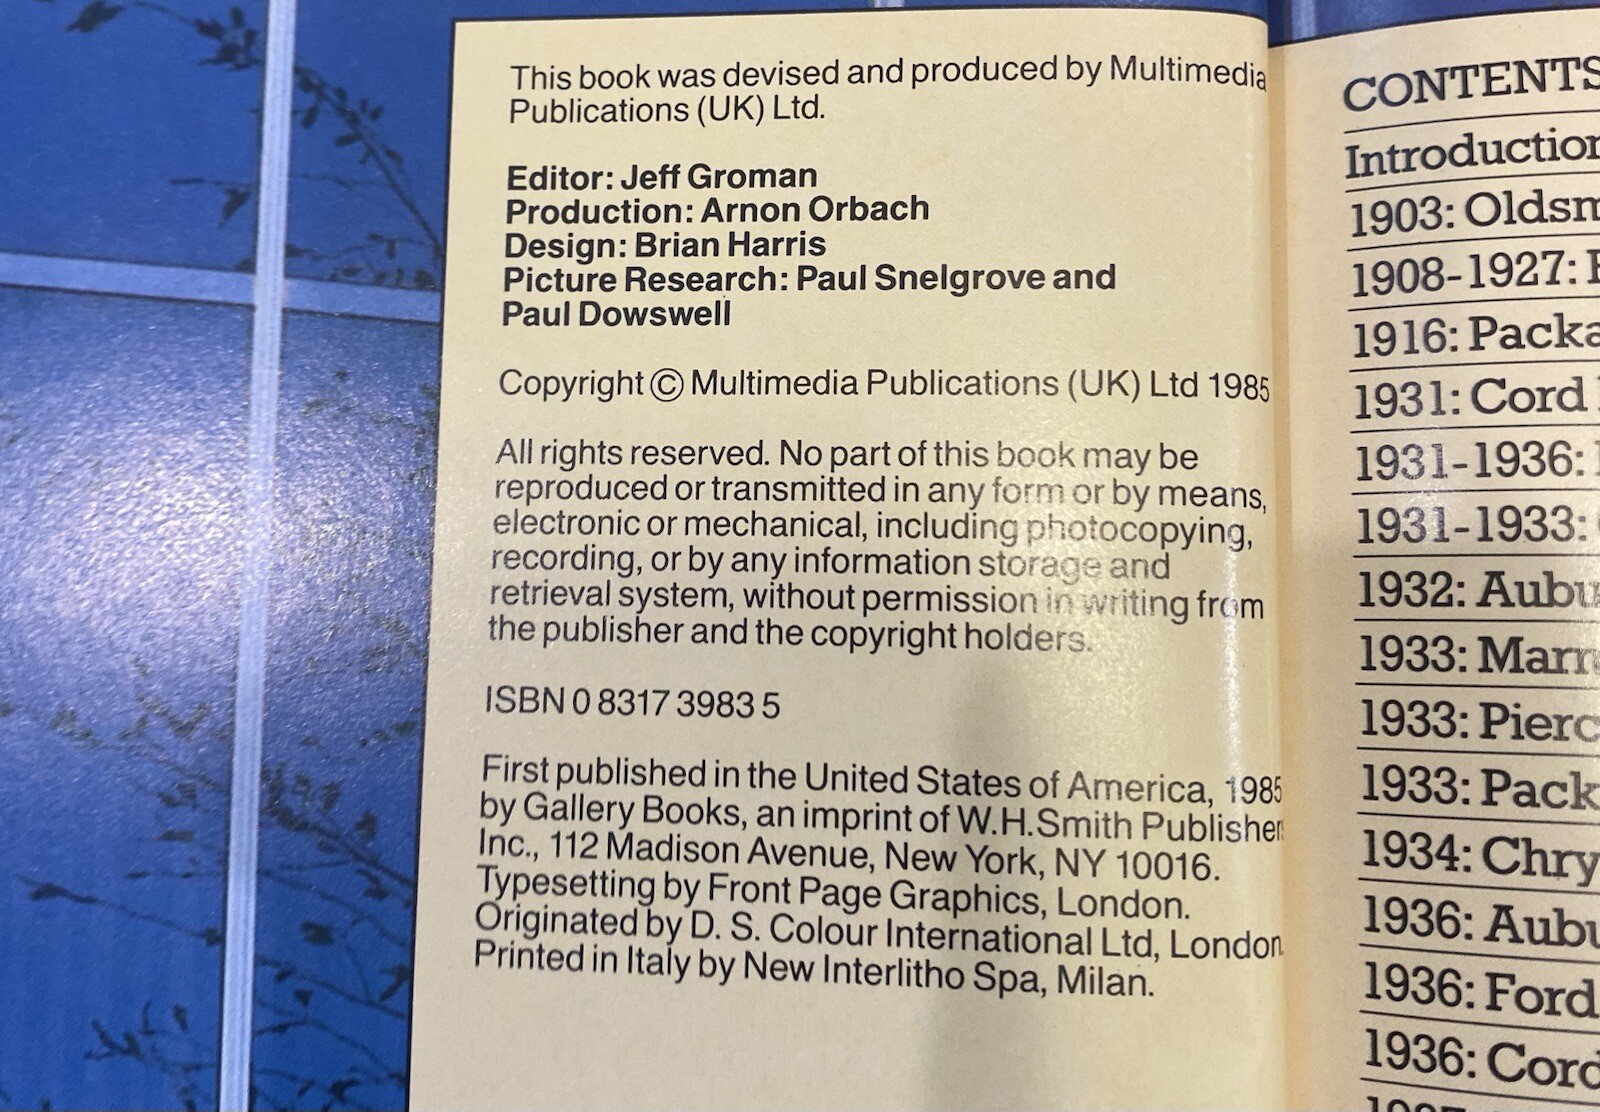 This book was devised and produced by Multimedia
Publications (UK) Ltd.
Editor: Jeff Groman
Production: Arnon Orbach
Design: Brian Harris
Picture Research: Paul Snelgrove and
Paul Dowswell
Copyright © Multimedia Publications (UK) Ltd 1985
All rights reserved. No part of this book may be
reproduced or transmitted in any form or by means,
electronic or mechanical, including photocopying,
recording, or by any information storage and
retrieval system, without permission in writing from
the publisher and the copyright holders.
ISBN 0 8317 3983 5
First published in the United States of America, 1985
by Gallery Books, an imprint of W.H.Smith Publisher
Inc., 112 Madison Avenue, New York, NY 10016.
Typesetting by Front Page Graphics, London.
Originated by D. S. Colour International Ltd, London
Printed in Italy by New Interlitho Spa, Milan.
CONTENTS
Introduction
1903: Oldsm
1908-1927:
1916: Packa
1931: Cord
1931-1936:
1931-1933:
1932: Aubu
1933: Marm
1933: Pierc
1933: Pack
1934: Chry
1936: Aubu
1936: Ford
1936: Cord